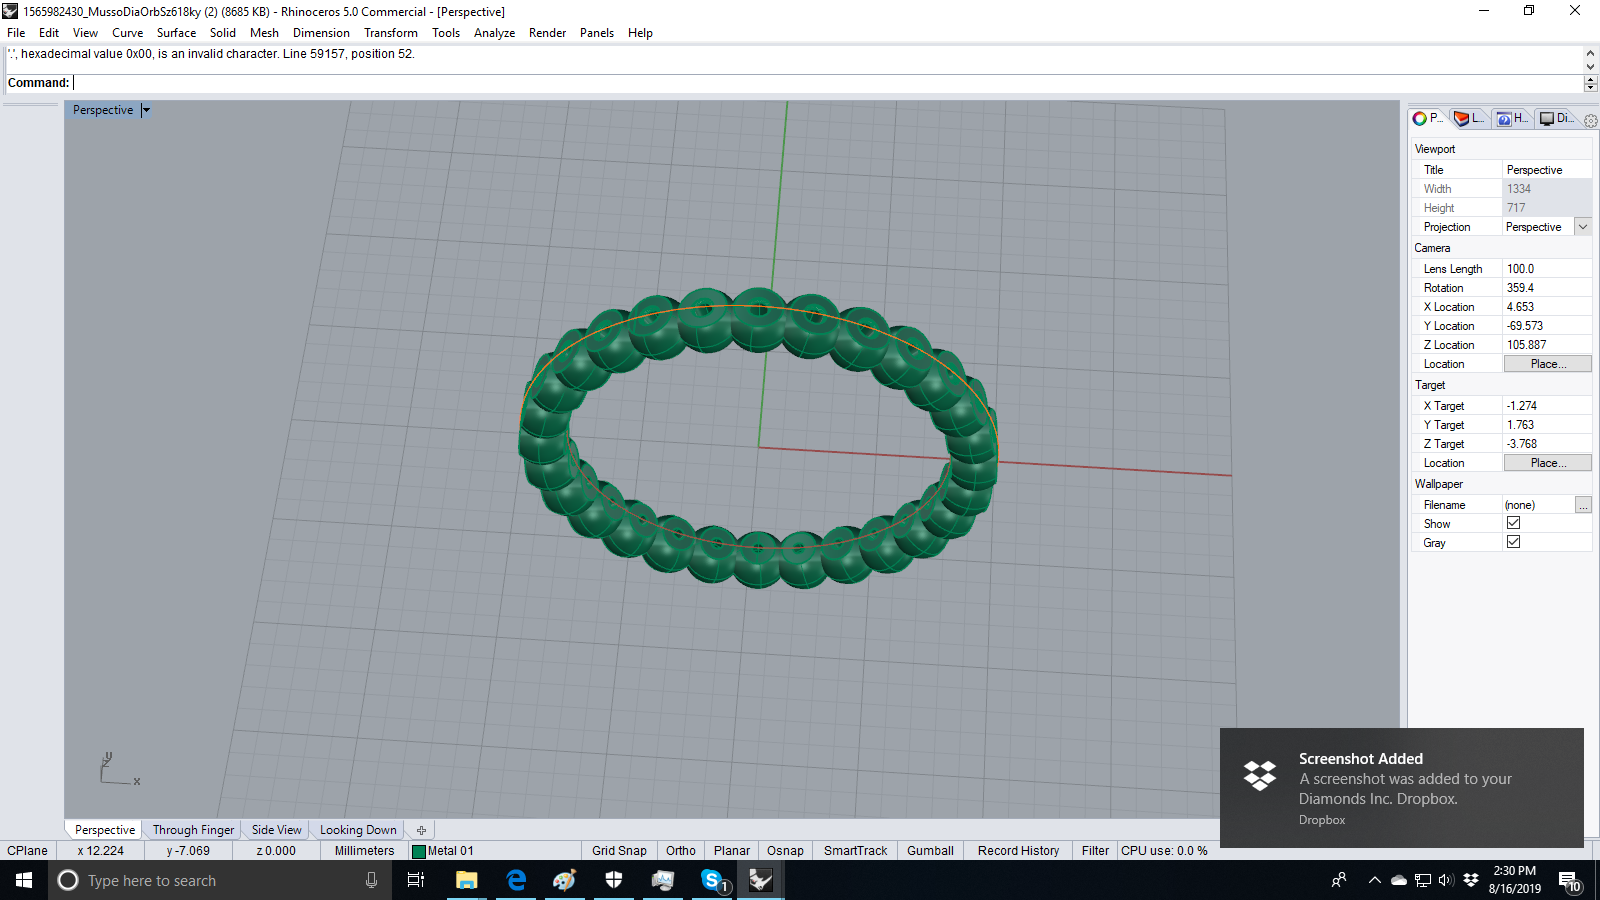 1565982430_MussoDiaOrbSz618ky (2) (8685 KB) - Rhinoceros 5.0 Commercial - [Perspective]
File Edit View Curve Surface Solid Mesh Dimension Transform Tools Analyze Render Panels Help
'.', hexadecimal value 0x00, is an invalid character. Line 59157, position 52.
Command:
Perspective
P... L... H... Di...
Viewport
Title Perspective
Width 1334
Height 717
Projection Perspective
Camera
Lens Length 100.0
Rotation 359.4
X Location 4.653
Y Location -69.573
Z Location 105.887
Location Place...
Target
X Target -1.274
Y Target 1.763
Z Target -3.768
Location Place...
Wallpaper
Filename (none) ...
Show
Gray
y
z
x
Screenshot Added
A screenshot was added to your
Diamonds Inc. Dropbox.
Dropbox
Perspective Through Finger Side View Looking Down
CPlane x 12.224 y -7.069 z 0.000 Millimeters Metal 01 Grid Snap Ortho Planar Osnap SmartTrack Gumball Record History Filter CPU use: 0.0 %
Type here to search
1
2:30 PM
8/16/2019
10